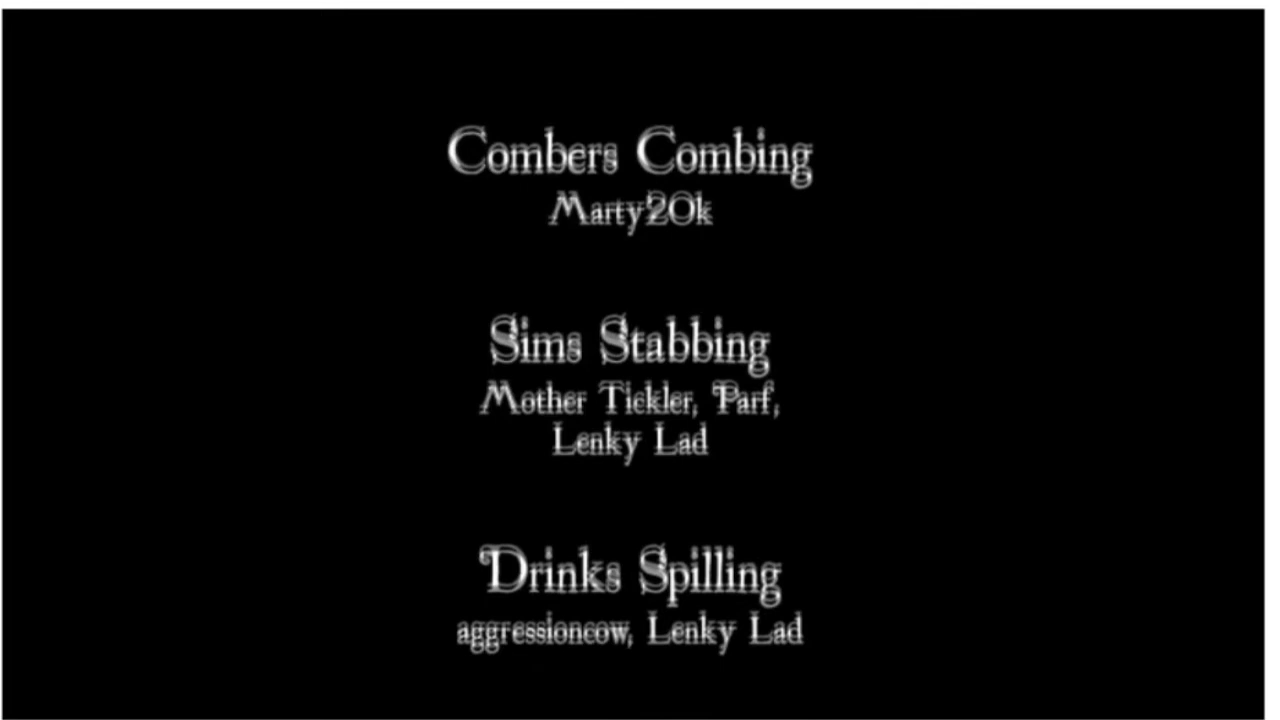 Combers Combing
Marty20k
Sims Stabbing
Mother Tickler, Parf,
Lenky Lad
Drinks Spilling
aggressioncow, Lenky Lad